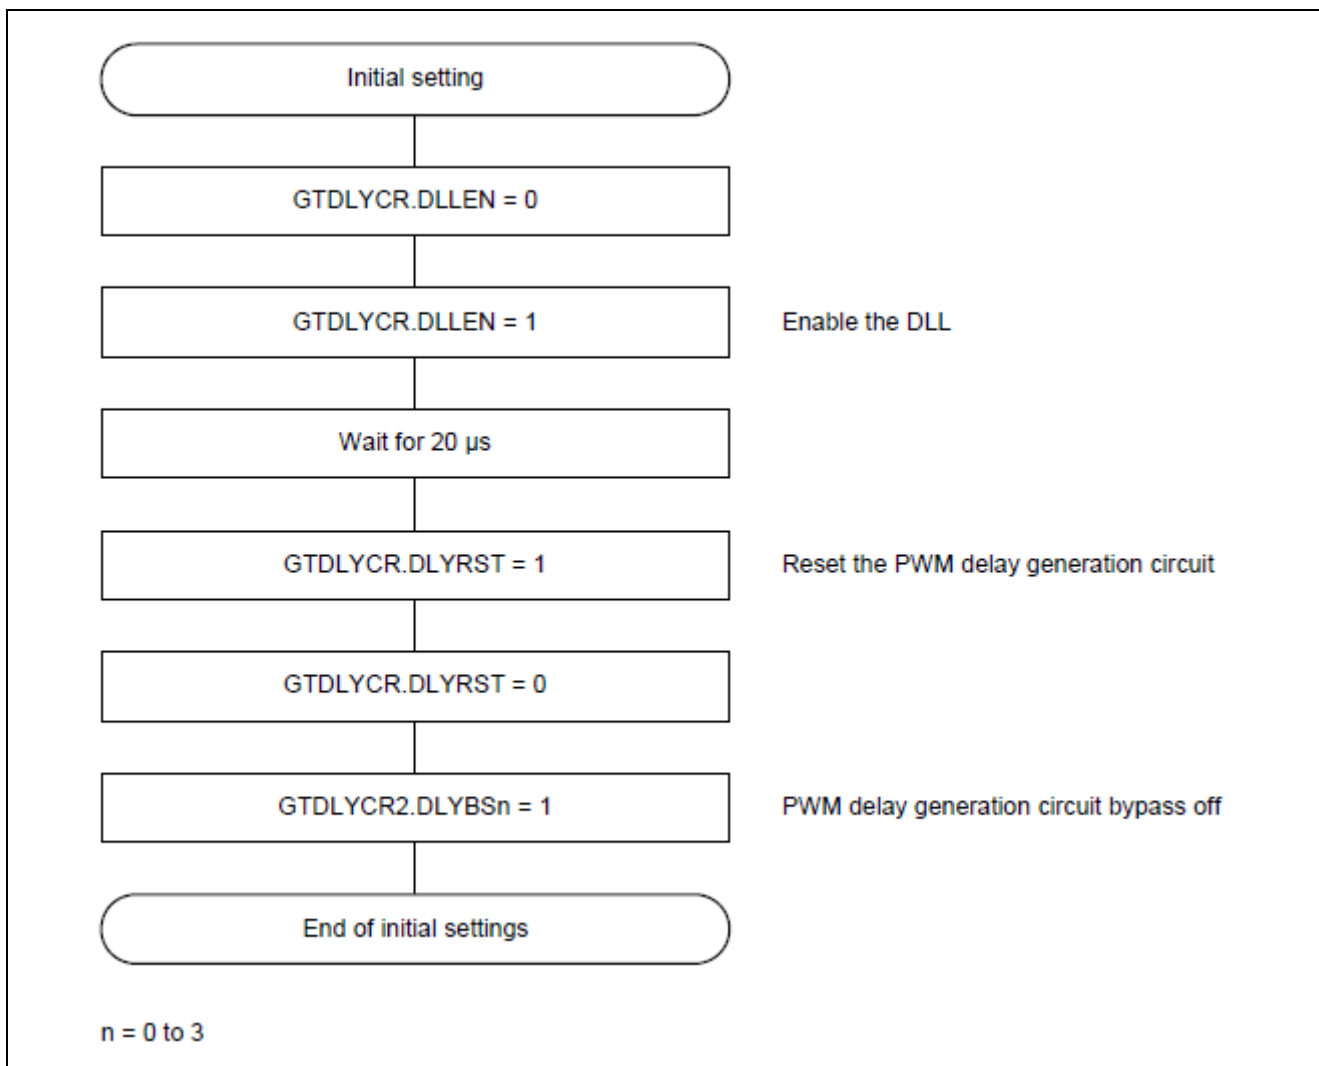 Initial setting
GTDLYCR.DLLEN = 0
GTDLYCR.DLLEN = 1
Enable the DLL
Wait for 20 µs
GTDLYCR.DLYRST = 1
Reset the PWM delay generation circuit
GTDLYCR.DLYRST = 0
GTDLYCR2.DLYBSn = 1
PWM delay generation circuit bypass off
End of initial settings
n = 0 to 3